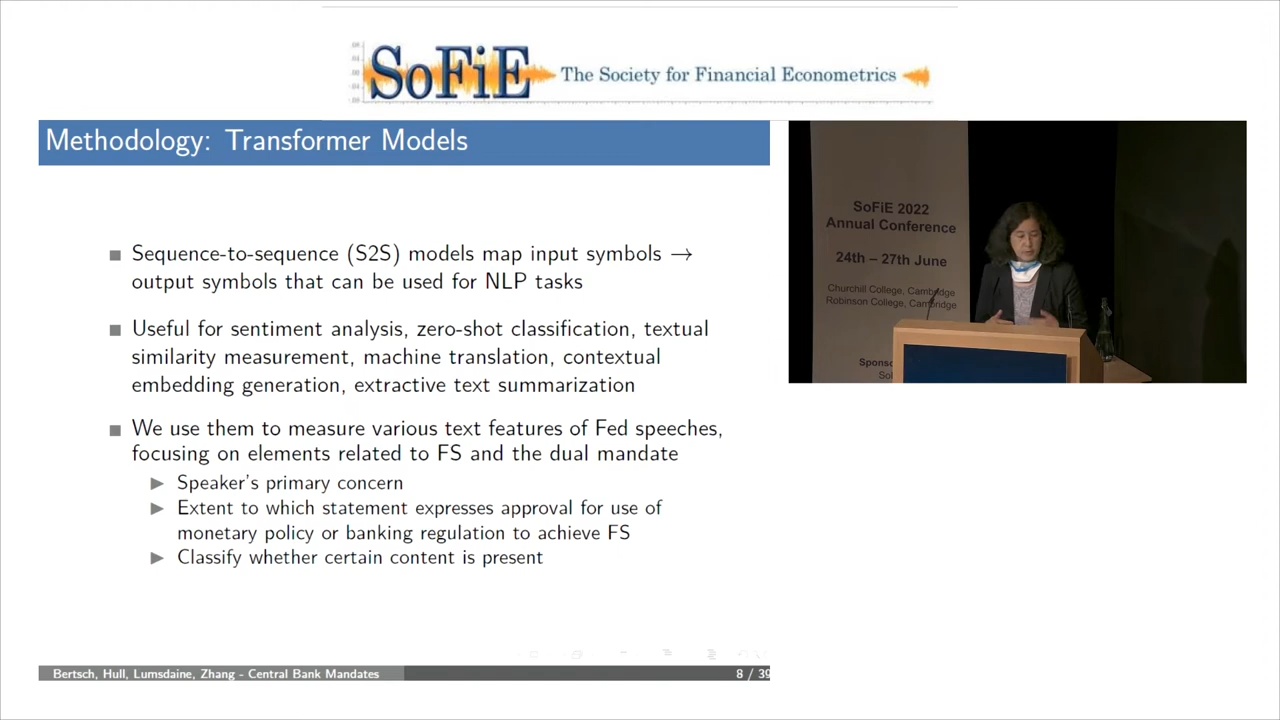 SoFiE The Society for Financial Econometrics
Methodology: Transformer Models
Sequence-to-sequence (S2S) models map input symbols →
output symbols that can be used for NLP tasks
Useful for sentiment analysis, zero-shot classification, textual
similarity measurement, machine translation, contextual
embedding generation, extractive text summarization
We use them to measure various text features of Fed speeches,
focusing on elements related to FS and the dual mandate
Speaker's primary concern
Extent to which statement expresses approval for use of
monetary policy or banking regulation to achieve FS
Classify whether certain content is present
Bertsch, Hull, Lumsdaine, Zhang - Central Bank Mandates
8 / 39
SoFiE 2022
Annual Conference
24th – 27th June
Churchill College, Cambridge
Robinson College, Cambridge